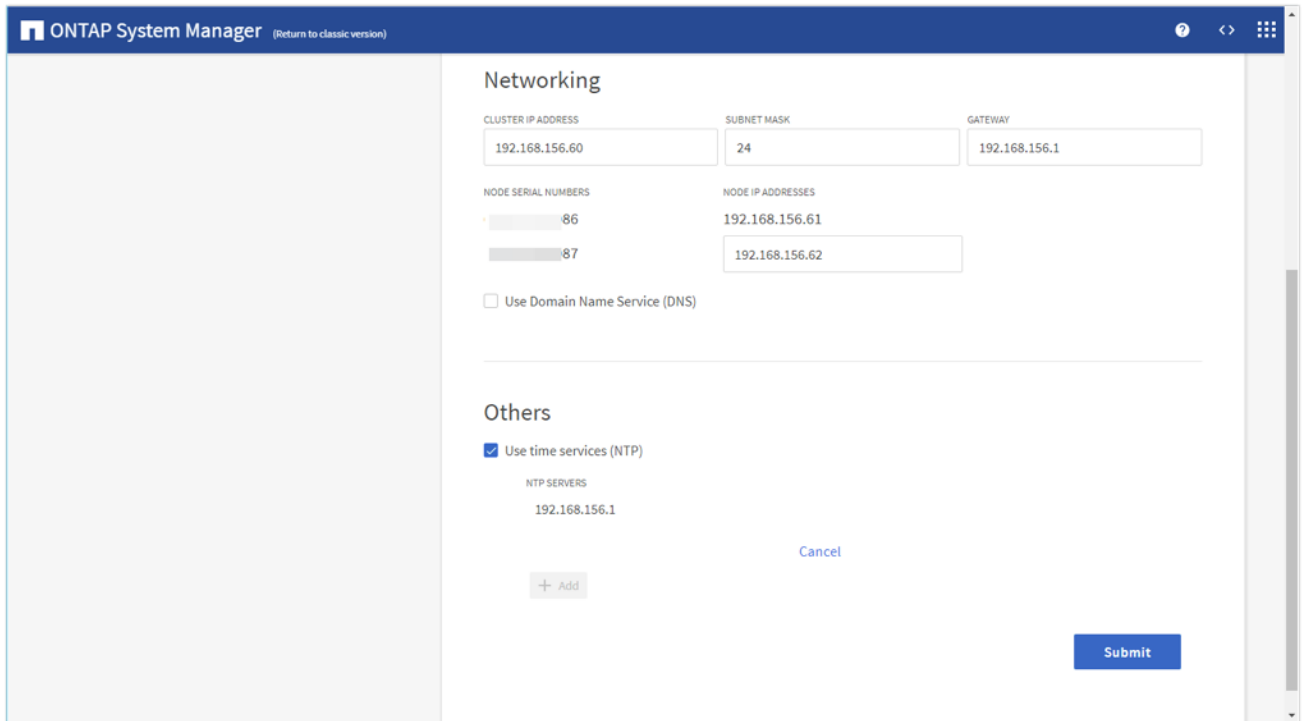 ONTAP System Manager (Return to classic version)
Networking
CLUSTER IP ADDRESS SUBNET MASK GATEWAY
192.168.156.60 24 192.168.156.1
NODE SERIAL NUMBERS NODE IP ADDRESSES
86 192.168.156.61
87 192.168.156.62
Use Domain Name Service (DNS)
Others
Use time services (NTP)
NTP SERVERS
192.168.156.1
Cancel
+ Add
Submit